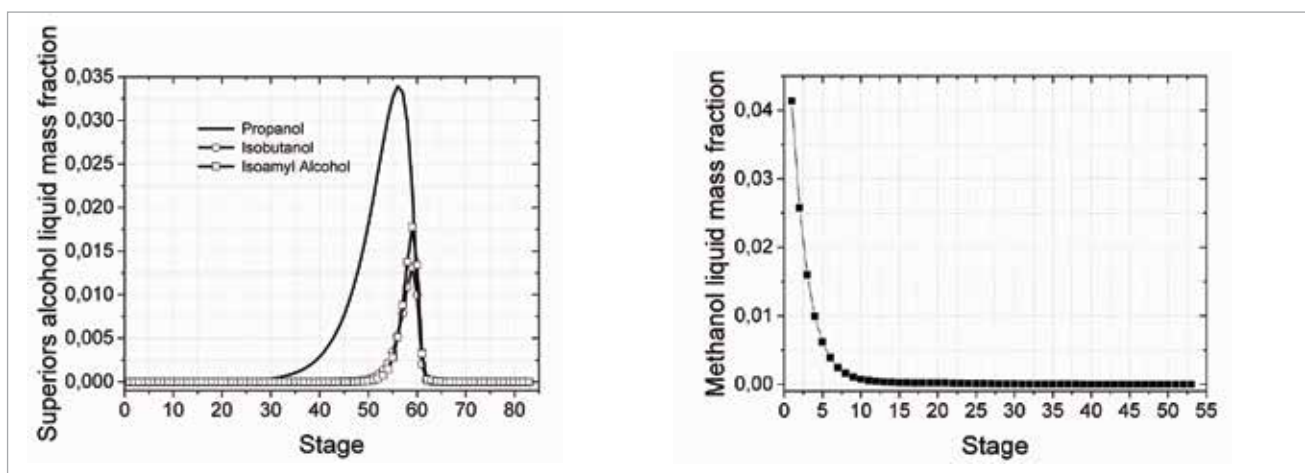 Superiors alcohol liquid mass fraction
0,035
0,030
0,025
0,020
0,015
0,010
0,005
0,000
Propanol
Isobutanol
Isoamyl Alcohol
0 10 20 30 40 50 60 70 80
Stage
Methanol liquid mass fraction
0.04
0.03
0.02
0.01
0.00
0 5 10 15 20 25 30 35 40 45 50 55
Stage